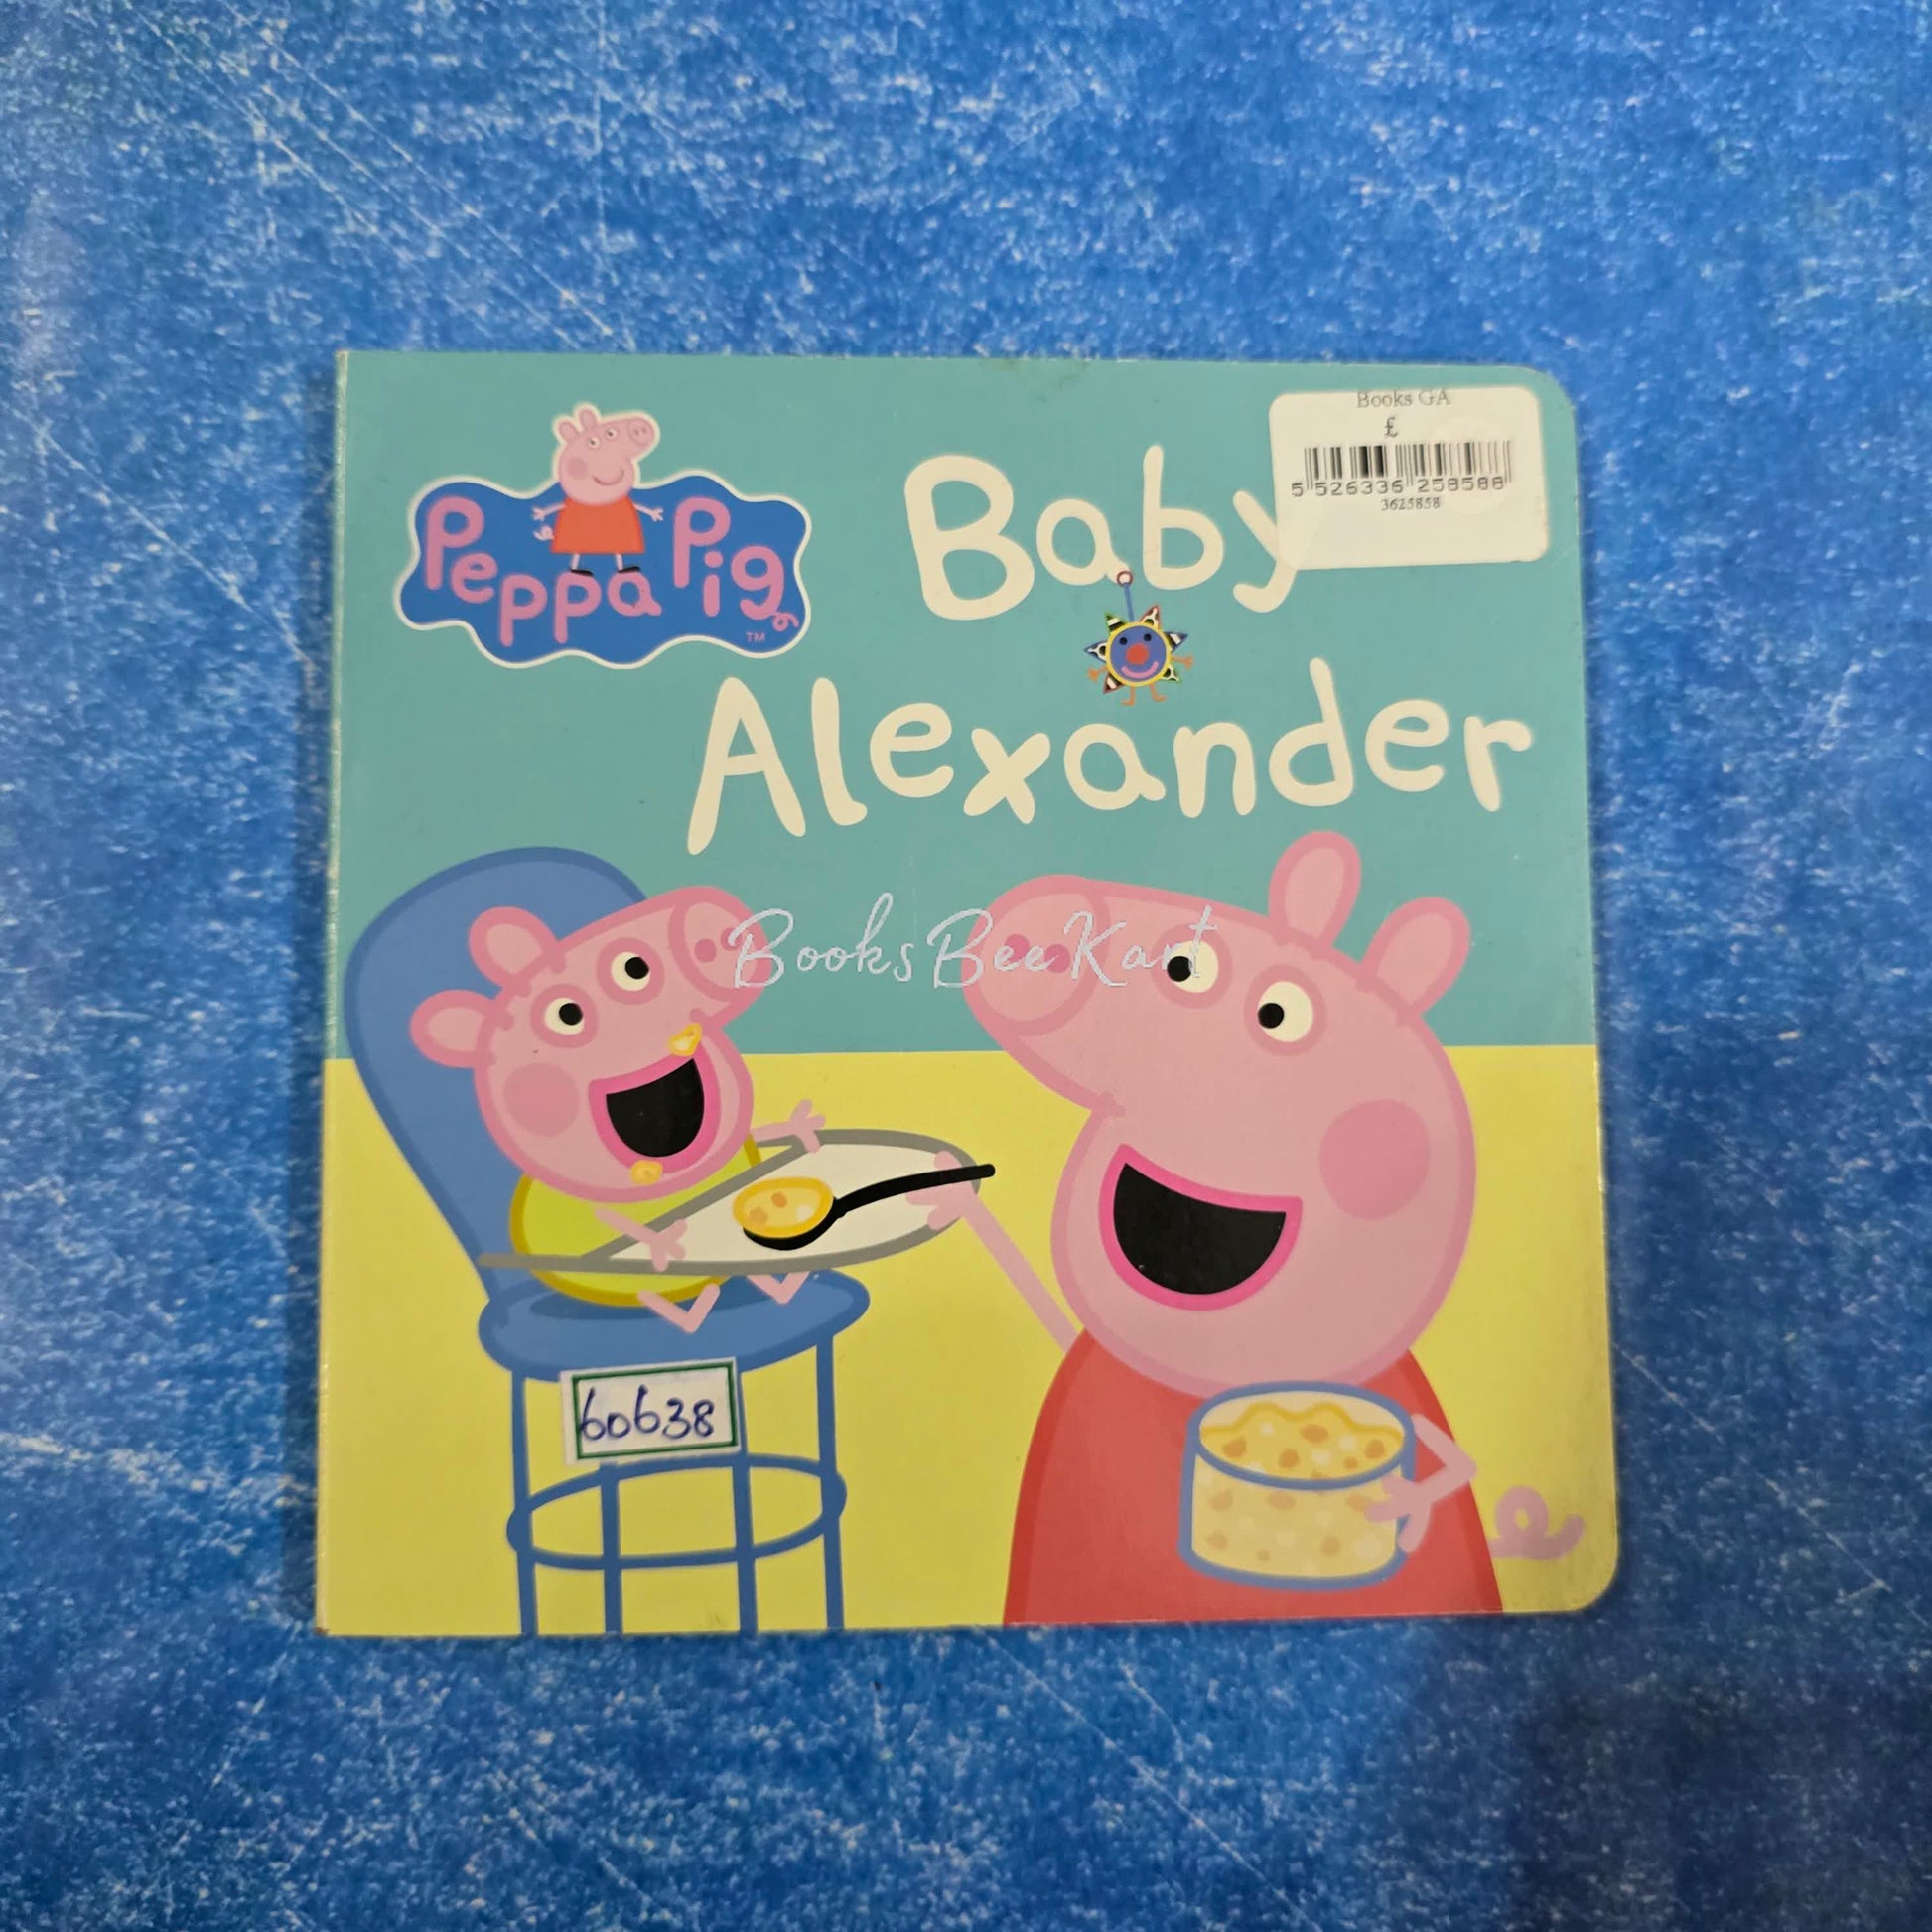 Books GA
£
5 526336 258588
3625858
Peppa Pig
TM
Baby
Alexander
BooksBeeKart
60638